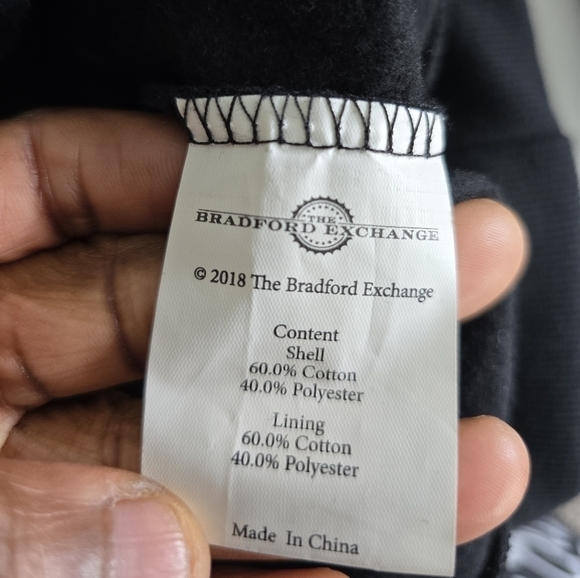 THE
BRADFORD EXCHANGE
© 2018 The Bradford Exchange
Content
Shell
60.0% Cotton
40.0% Polyester
Lining
60.0% Cotton
40.0% Polyester
Made In China